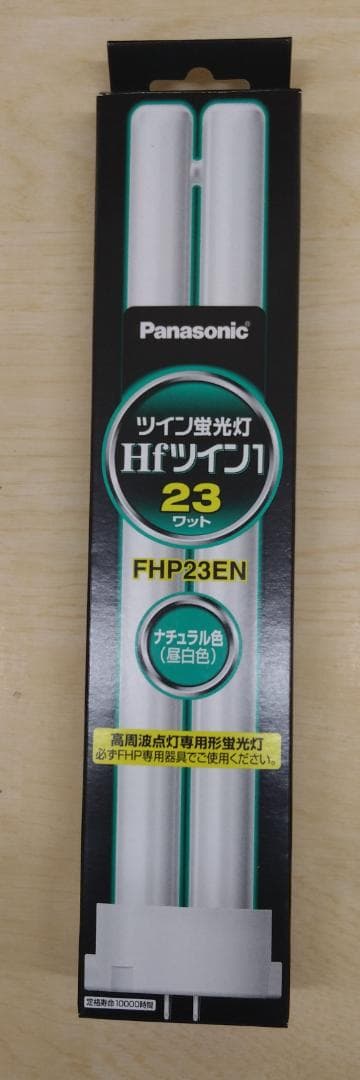 Panasonic®
ツイン蛍光灯
Hfツイン1
23
ワット
FHP23EN
ナチュラル色
(昼白色)
高周波点灯専用形蛍光灯
必ずFHP専用器具でご使用ください。
定格寿命10000時間